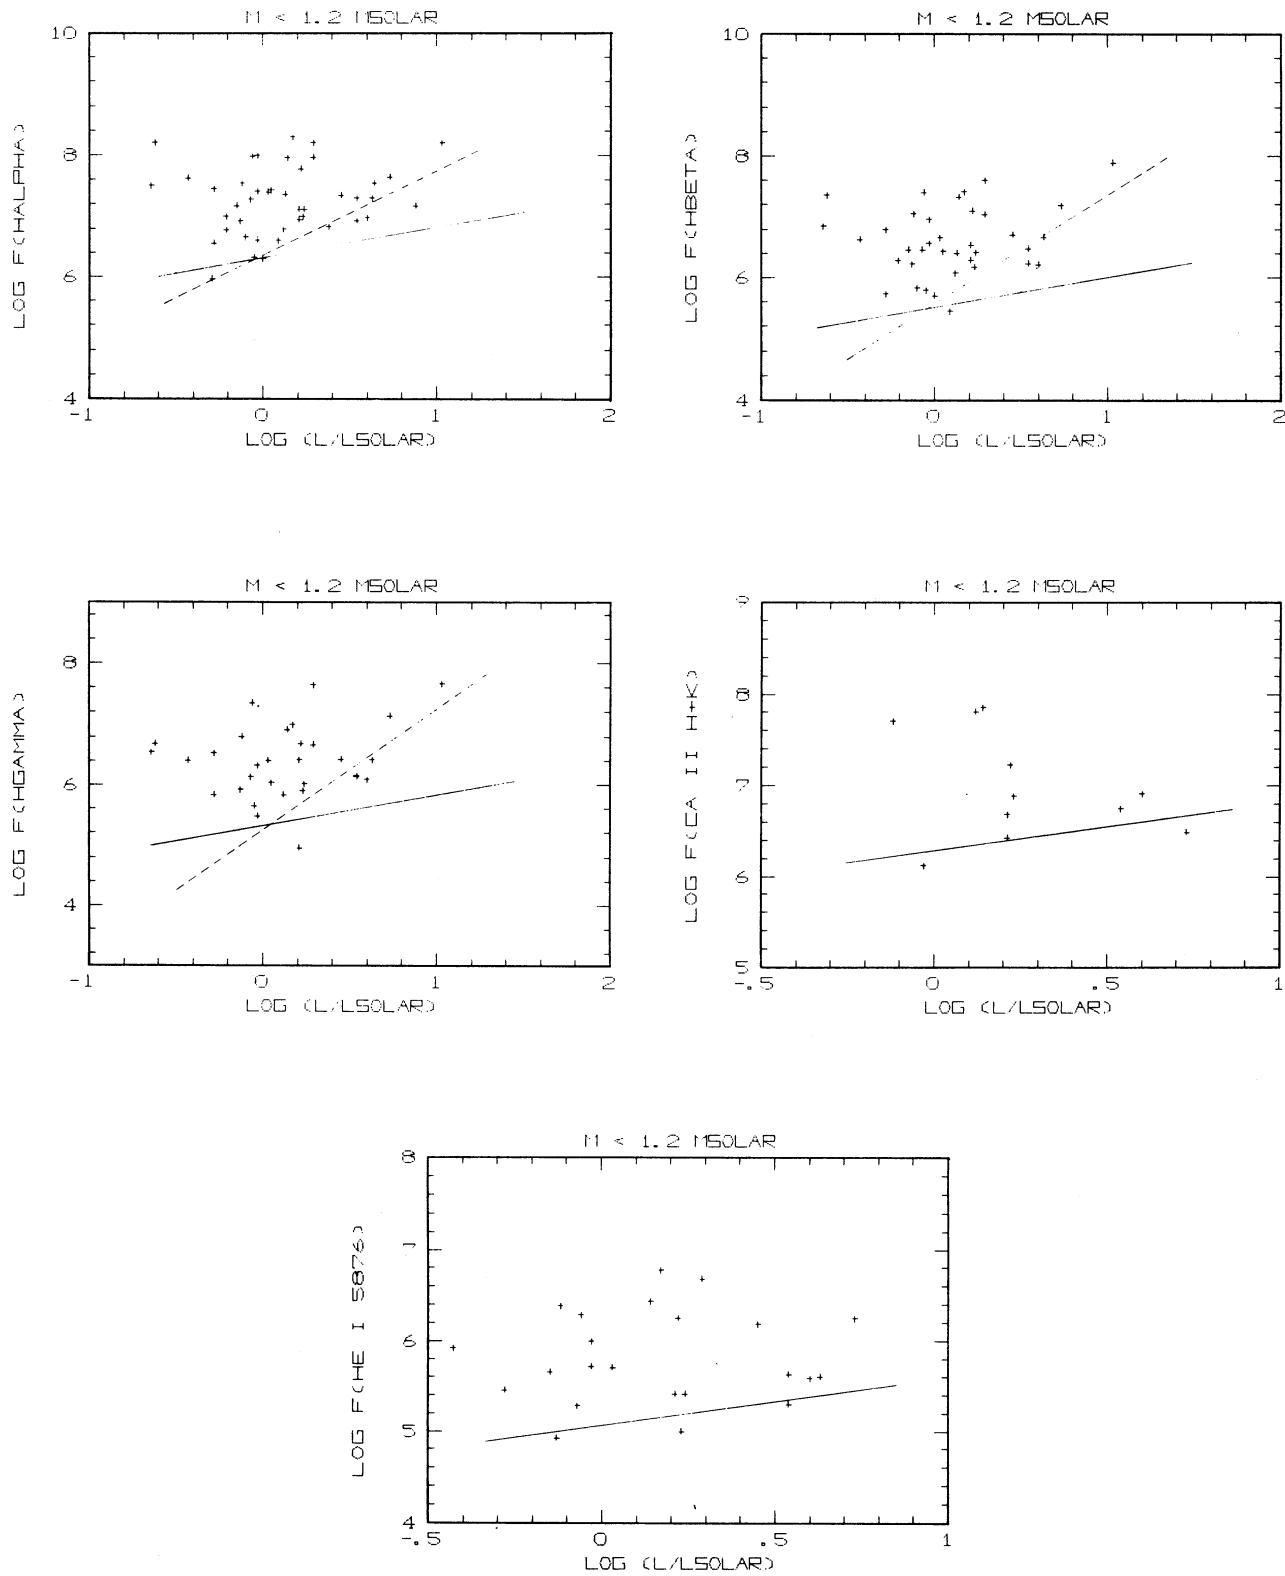 M < 1.2 MSOLAR
10
8
6
4
LOG F(HALPHA)
-1
0
1
2
LOG (L/LSOLAR)
M < 1.2 MSOLAR
10
8
6
4
LOG F(HBETA)
-1
0
1
2
LOG (L/LSOLAR)
M < 1.2 MSOLAR
8
6
4
LOG F(HGAMMA)
-1
0
1
2
LOG (L/LSOLAR)
M < 1.2 MSOLAR
9
8
7
6
5
LOG F(CA II H+K)
-.5
0
.5
1
LOG (L/LSOLAR)
M < 1.2 MSOLAR
8
7
6
5
4
LOG F(HE I 5876)
-.5
0
.5
1
LOG (L/LSOLAR)